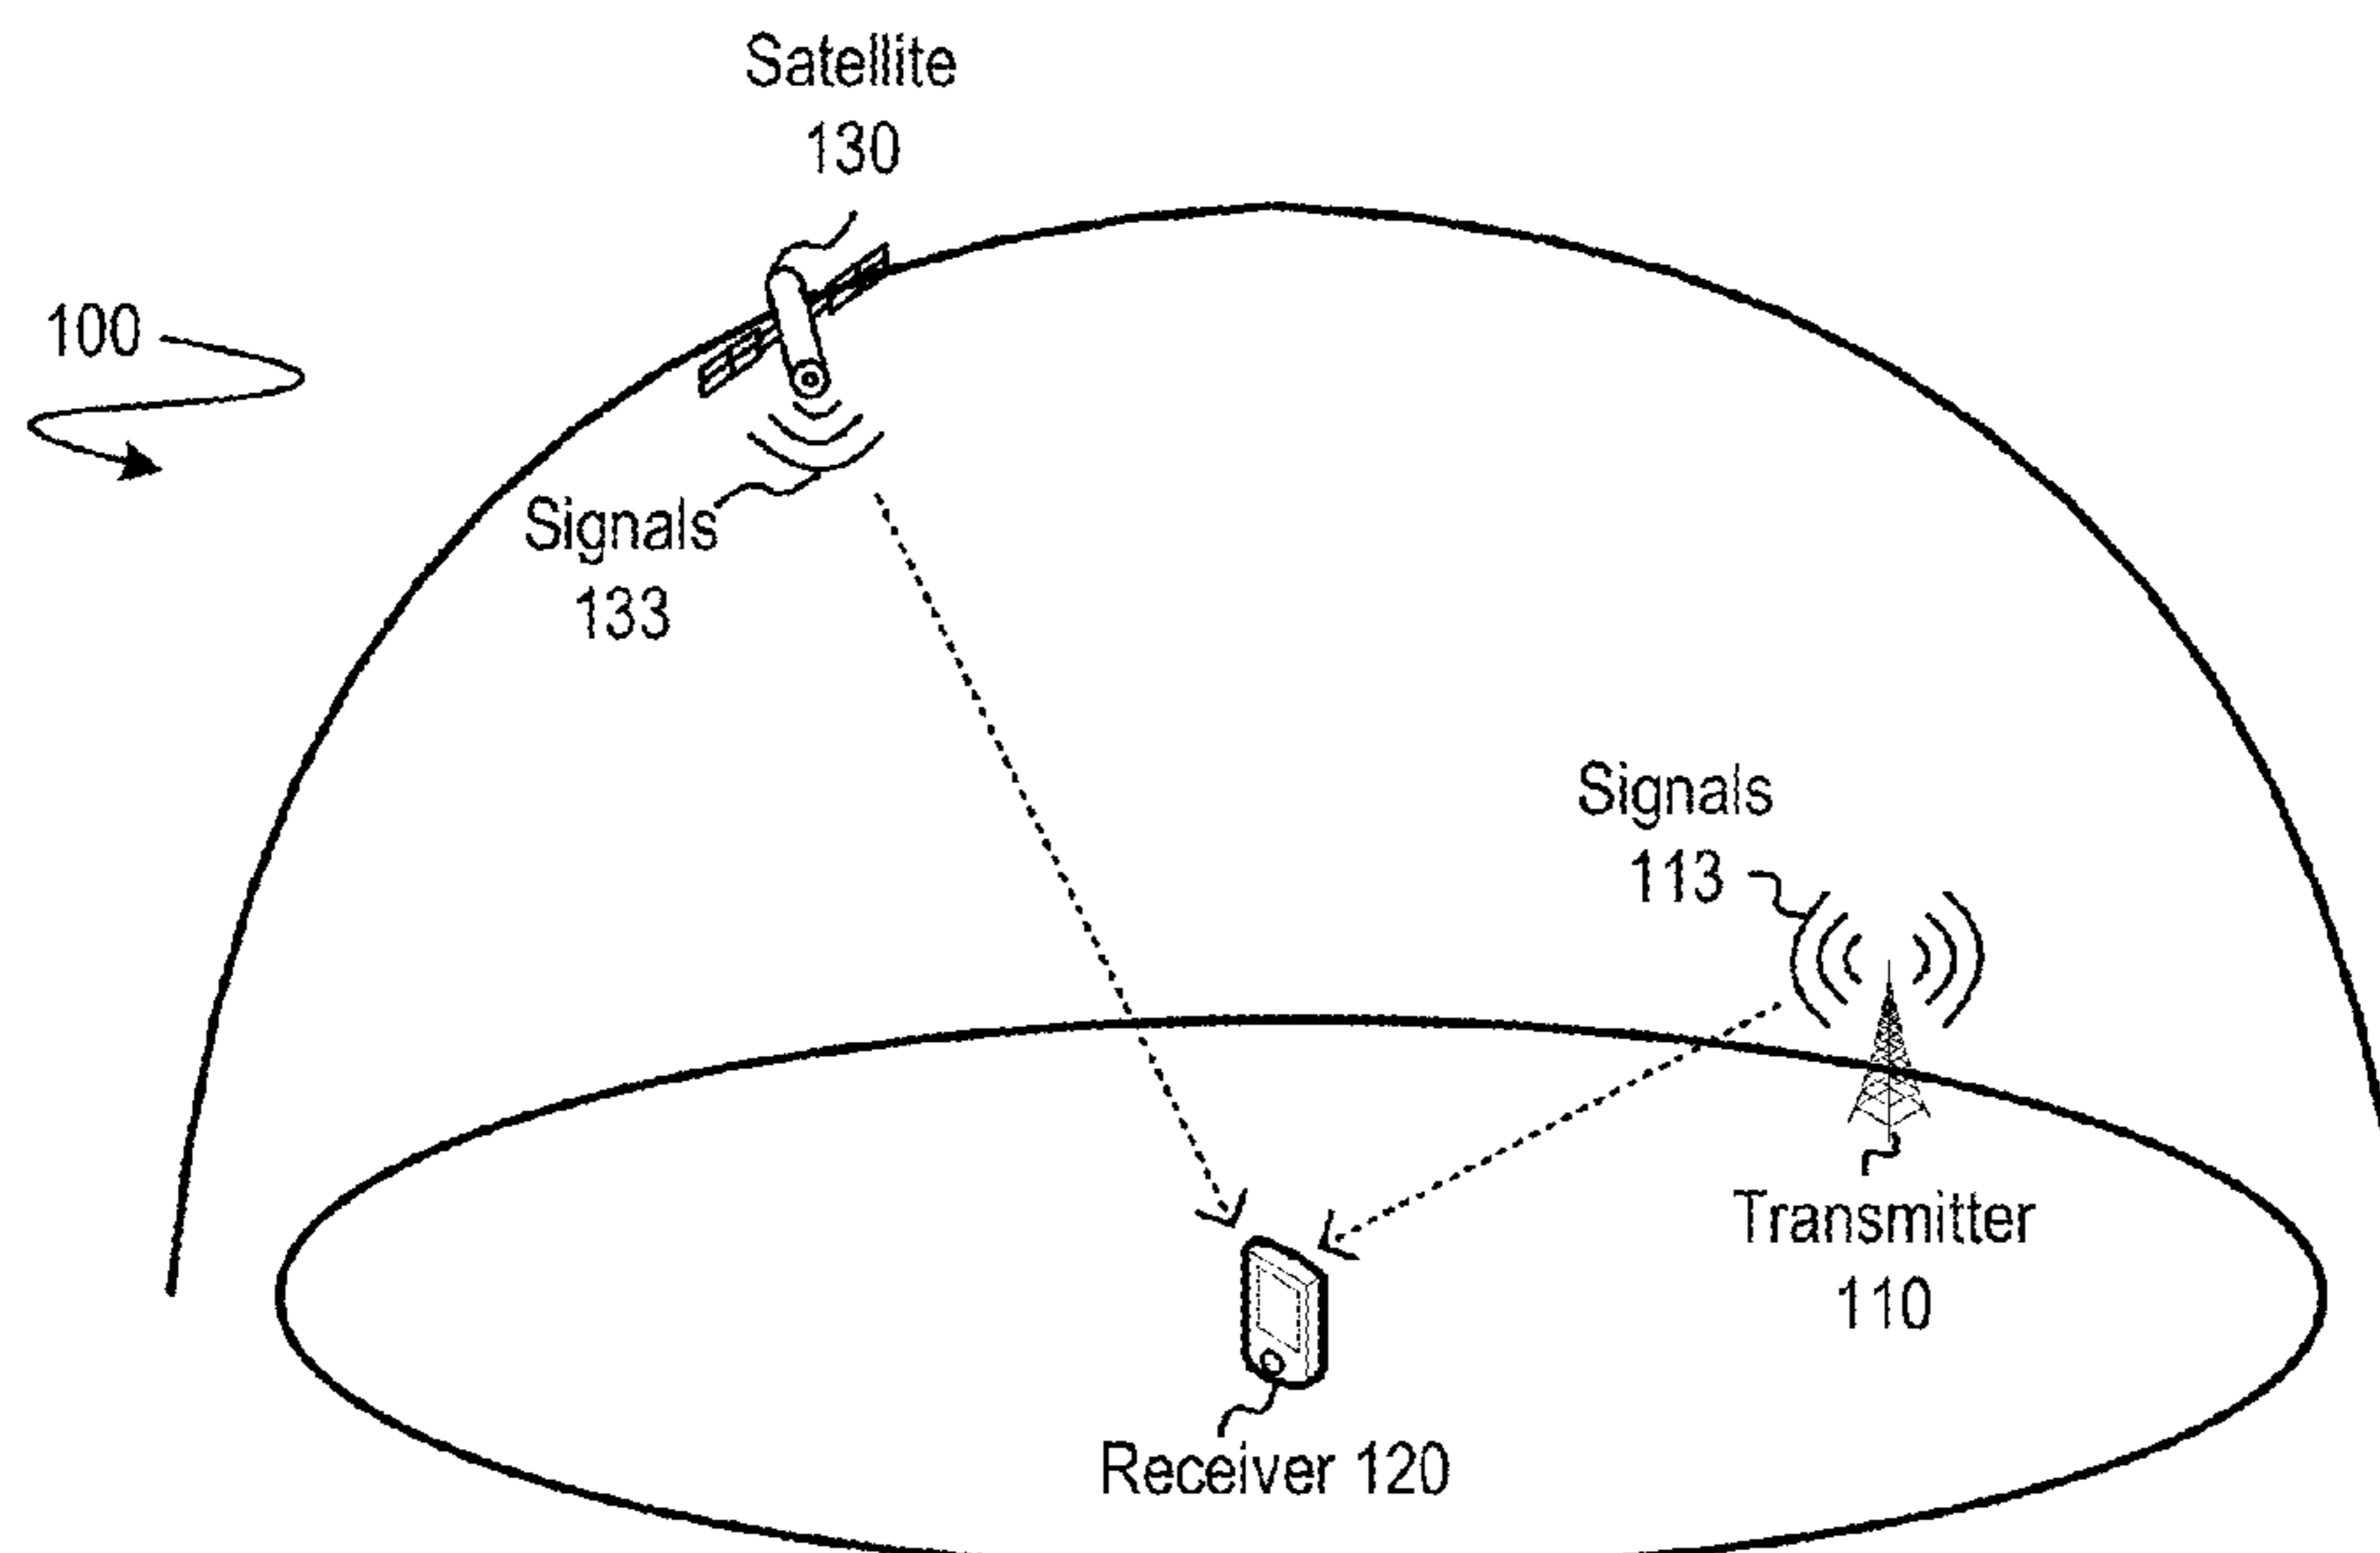 Satellite
130
100
Signals
133
Signals
113
Transmitter
110
Receiver 120